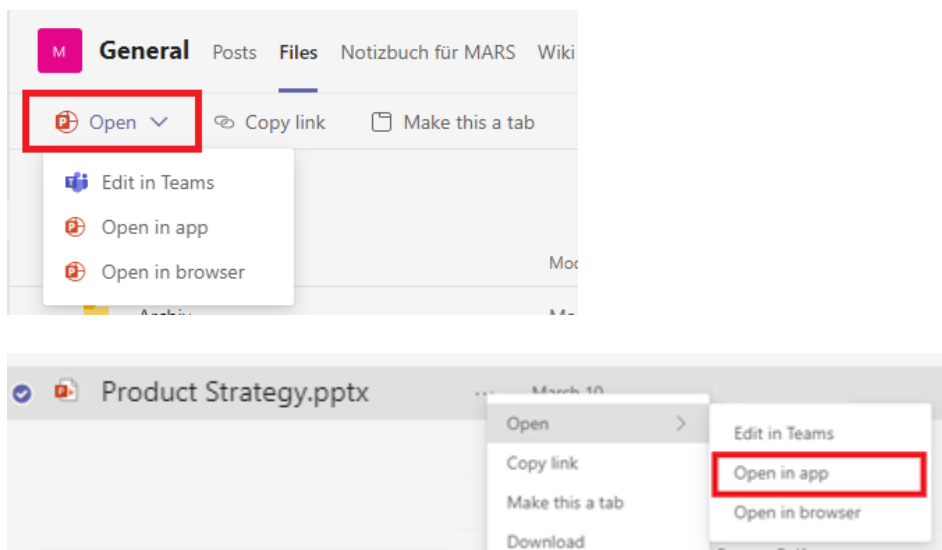 M General Posts Files Notizbuch für MARS Wiki
Open Copy link Make this a tab
Edit in Teams
Open in app
Open in browser
Product Strategy.pptx ... March 10
Open
Edit in Teams
Copy link
Open in app
Make this a tab
Open in browser
Download